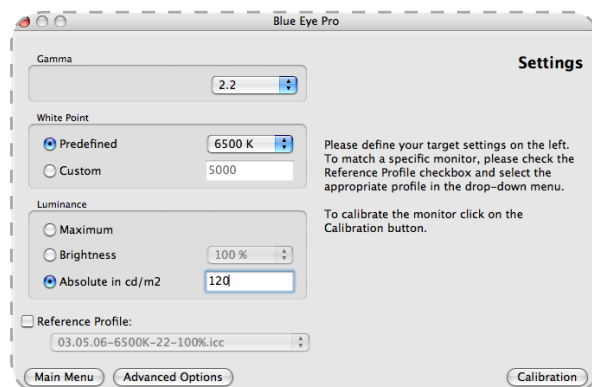 Blue Eye Pro
Settings
Gamma
2.2
White Point
Predefined
6500 K
Custom
5000
Luminance
Maximum
Brightness
100 %
Absolute in cd/m2
120
Reference Profile:
03.05.06-6500K-22-100%.icc
Please define your target settings on the left.
To match a specific monitor, please check the
Reference Profile checkbox and select the
appropriate profile in the drop-down menu.
To calibrate the monitor click on the
Calibration button.
Main Menu
Advanced Options
Calibration